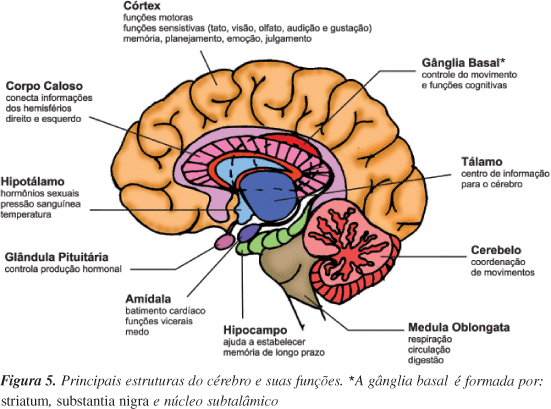 Córtex
funções motoras
funções sensitivas (tato, visão, olfato, audição e gustação)
memória, planejamento, emoção, julgamento
Gânglia Basal*
controle do movimento
e funções cognitivas
Corpo Caloso
conecta informações
dos hemisférios
direito e esquerdo
Tálamo
centro de informação
para o cérebro
Hipotálamo
hormônios sexuais
pressão sanguínea
temperatura
Glândula Pituitária
controla produção hormonal
Cerebelo
coordenação
de movimentos
Amídala
batimento cardíaco
funções vicerais
medo
Hipocampo
ajuda a estabelecer
memória de longo prazo
Medula Oblongata
respiração
circulação
digestão
Figura 5. Principais estruturas do cérebro e suas funções. *A gânglia basal é formada por:
striatum, substantia nigra e núcleo subtalâmico